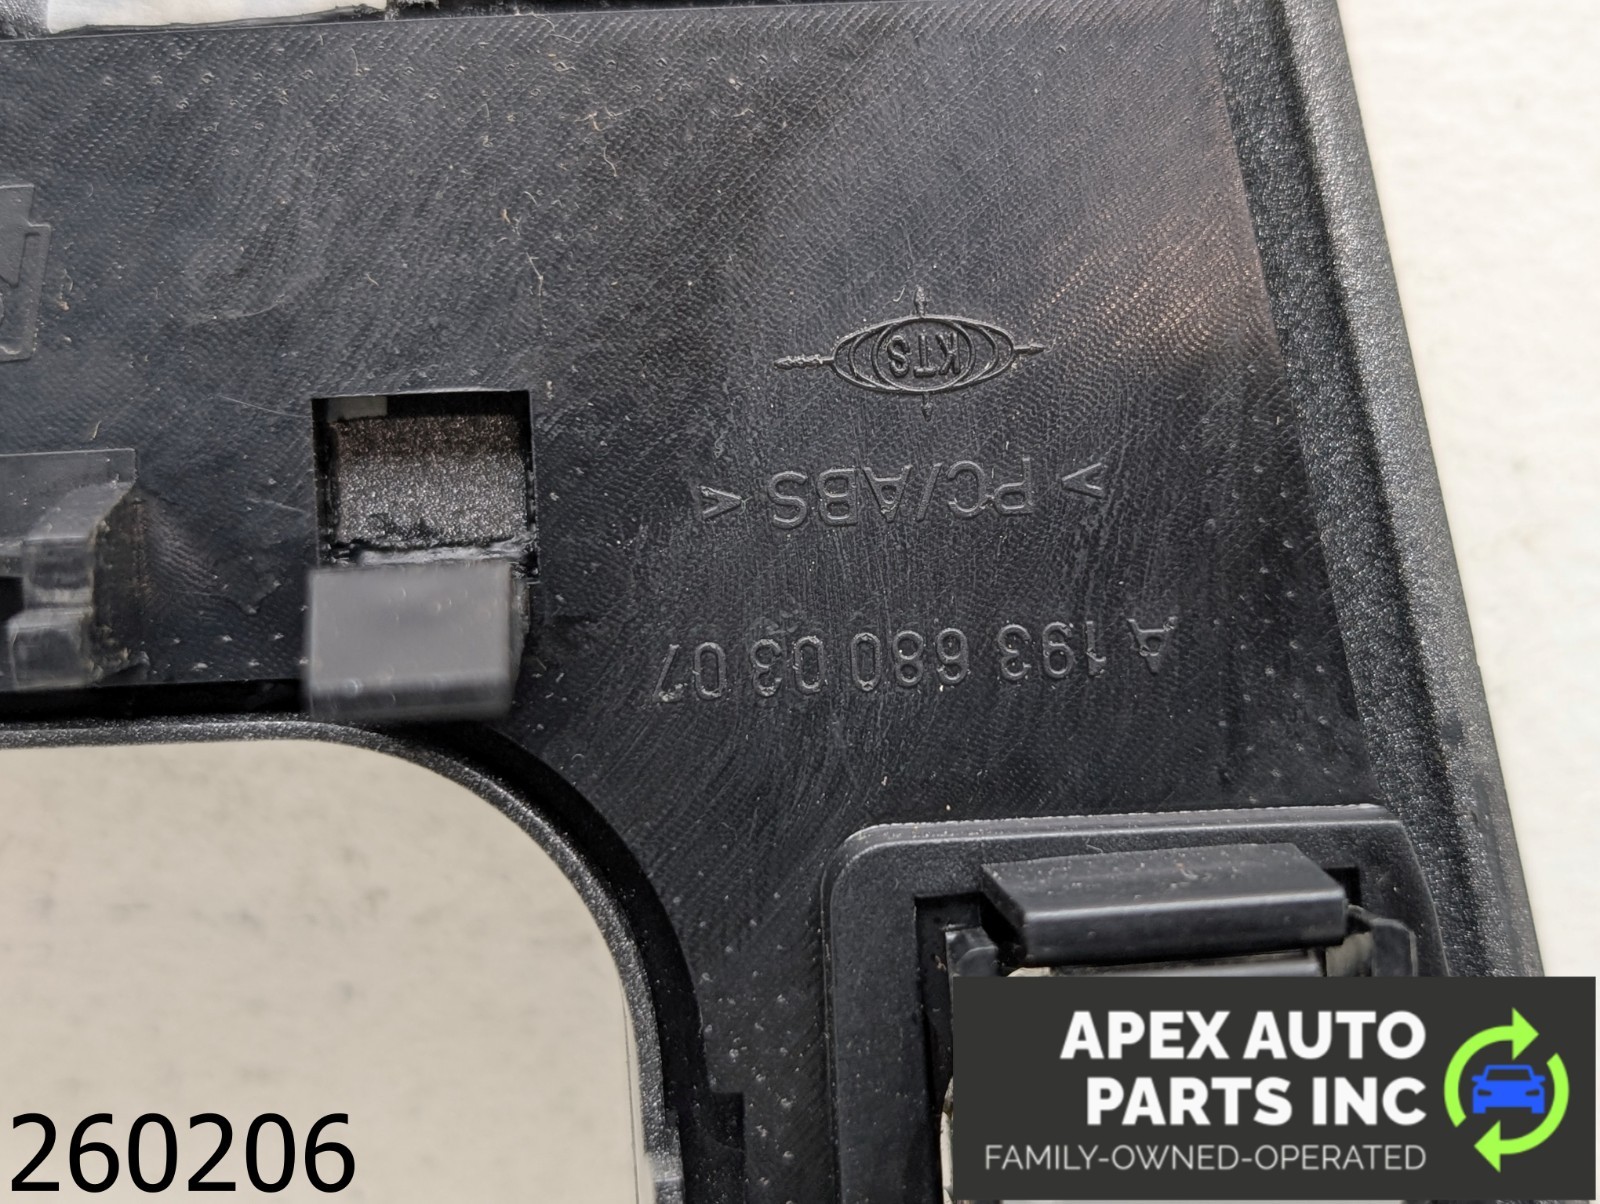 KTS
> PC/ABS <
A 193 680 03 07
APEX AUTO
PARTS INC
FAMILY-OWNED-OPERATED
260206